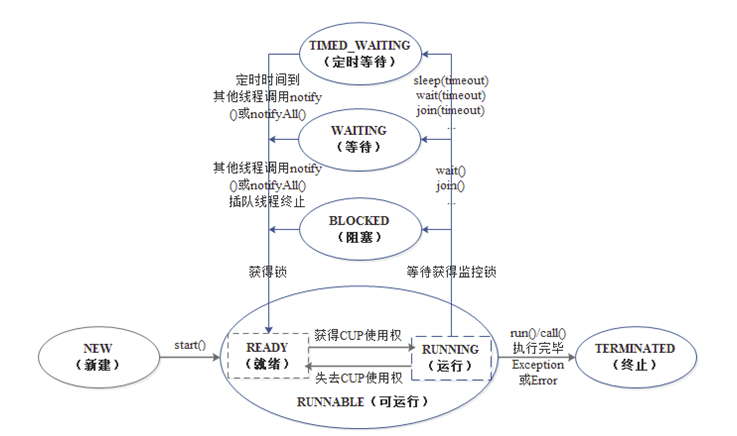 TIMED_WAITING
（定时等待）
定时时间到
其他线程调用notify
()或notifyAll()
sleep(timeout)
wait(timeout)
join(timeout)
...
WAITING
（等待）
其他线程调用notify
()或notifyAll()
插队线程终止
wait()
join()
...
BLOCKED
（阻塞）
获得锁
等待获得监控锁
NEW
（新建）
start()
READY
（就绪）
获得CUP使用权
失去CUP使用权
RUNNING
（运行）
RUNNABLE（可运行）
run()/call()
执行完毕
Exception
或Error
TERMINATED
（终止）